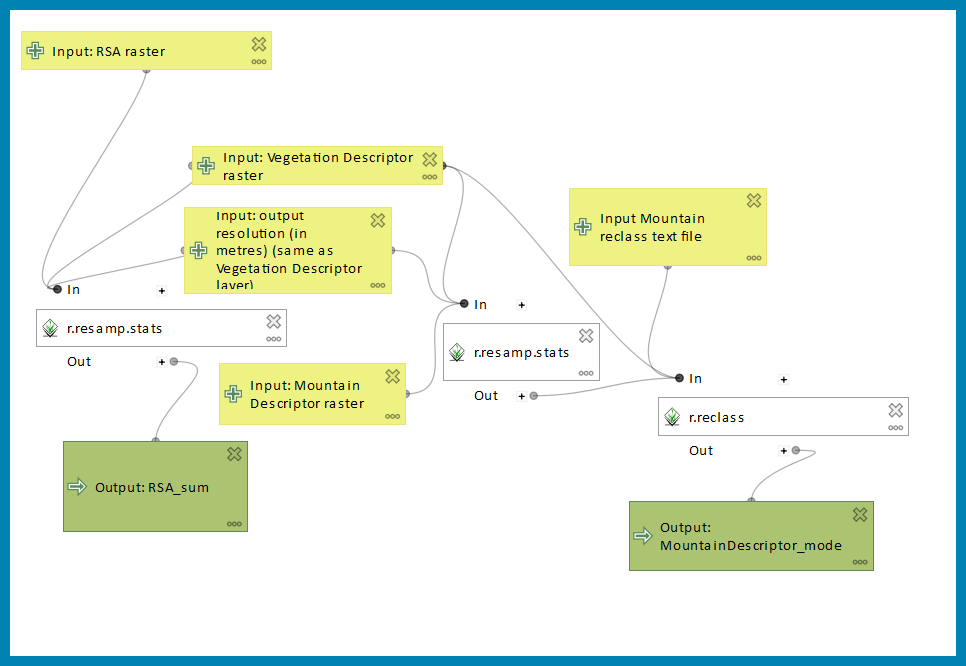 Input: RSA raster
Input: Vegetation Descriptor
raster
Input: output
resolution (in
metres) (same as
Vegetation Descriptor
layer)
Input Mountain
reclass text file
In +
r.resamp.stats
Out +
In +
r.resamp.stats
Out +
Input: Mountain
Descriptor raster
In +
r.reclass
Out +
Output: RSA_sum
Output:
MountainDescriptor_mode